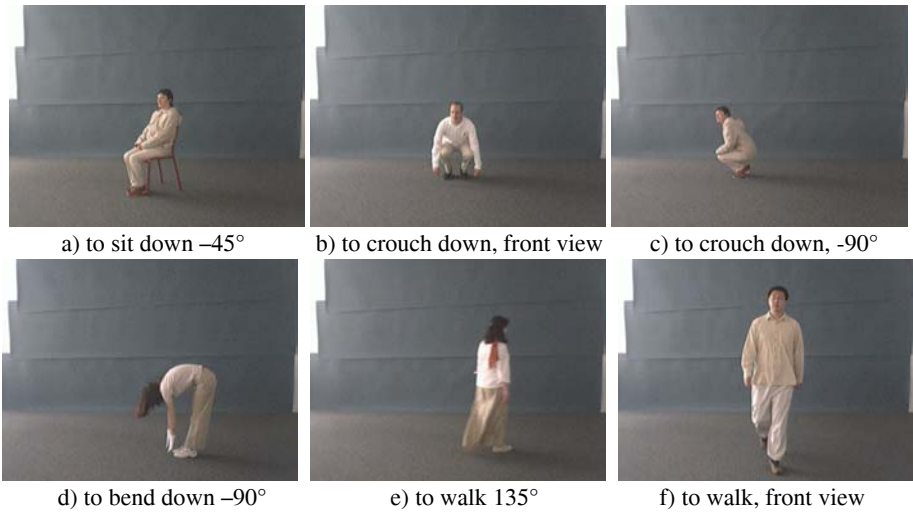 a) to sit down –45°
b) to crouch down, front view
c) to crouch down, -90°
d) to bend down –90°
e) to walk 135°
f) to walk, front view